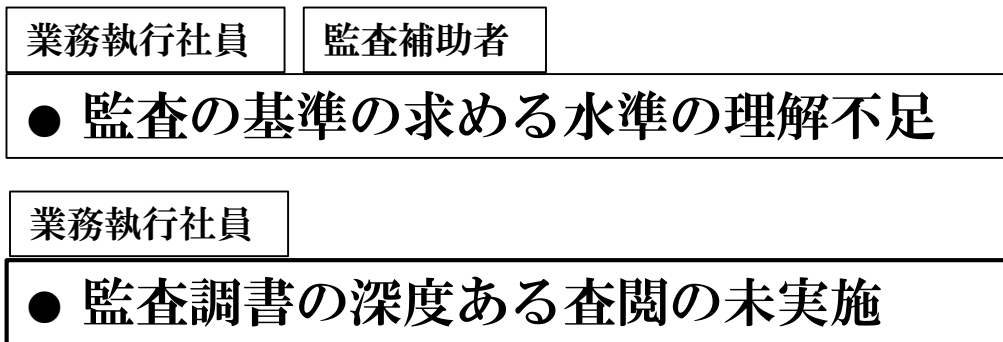 業務執行社員 監査補助者
● 監査の基準の求める水準の理解不足
業務執行社員
● 監査調書の深度ある査閲の未実施